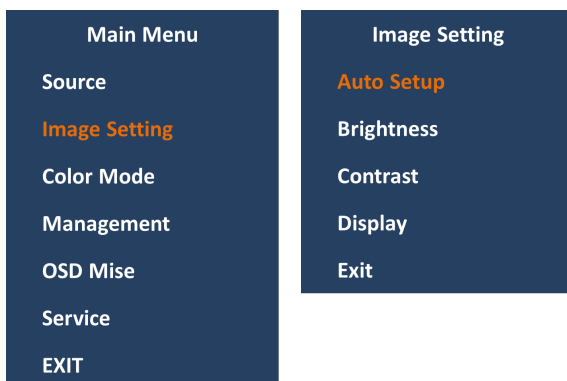 Main Menu
Source
Image Setting
Color Mode
Management
OSD Mise
Service
EXIT
Image Setting
Auto Setup
Brightness
Contrast
Display
Exit